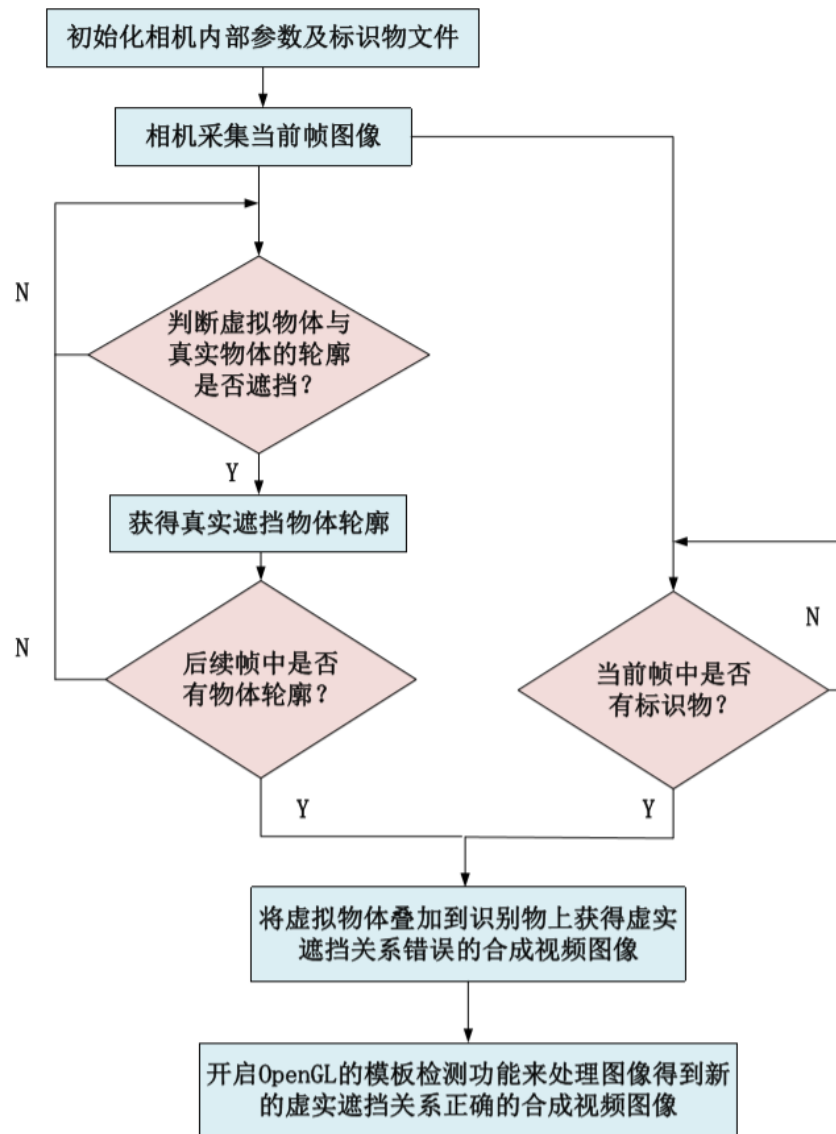 初始化相机内部参数及标识物文件
相机采集当前帧图像
N
判断虚拟物体与
真实物体的轮廓
是否遮挡？
Y
获得真实遮挡物体轮廓
N
后续帧中是否
有物体轮廓？
Y
N
当前帧中是否
有标识物？
Y
将虚拟物体叠加到识别物上获得虚实
遮挡关系错误的合成视频图像
开启OpenGL的模板检测功能来处理图像得到新
的虚实遮挡关系正确的合成视频图像